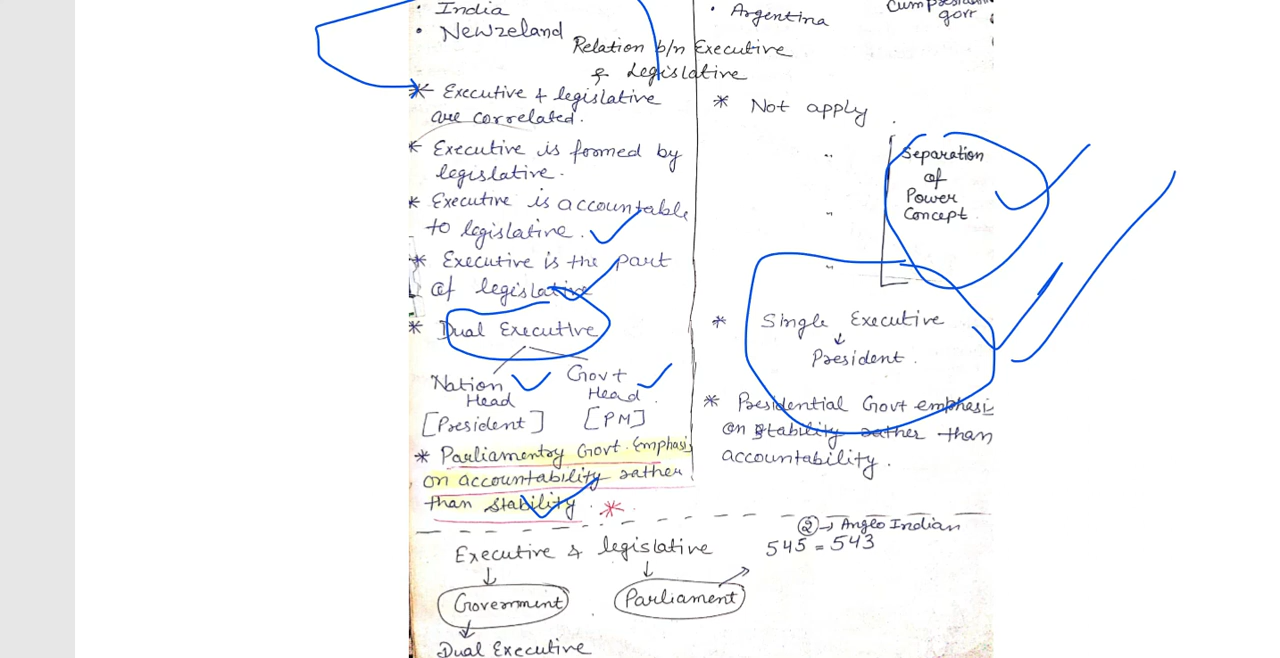 • India
• Newzeland
• Argentina
govt
Relation b/n Executive
& Legislative
* Executive & legislative
are correlated.
* Executive is formed by
legislative.
* Executive is accountable
to legislative.
* Executive is the part
of legislative
* Dual Executive
Nation
Head
[President]
Govt
Head
[PM]
* Parliamentry Govt. Emphasis
on accountability rather
than stability. *
* Not apply
"
"
"
Separation
of
Power
Concept
* Single Executive
↓
President.
* Presidential Govt emphasi
on stability rather than
accountability.
② → Anglo Indian
545 = 543
Executive & legislative
↓ ↓
Government Parliament
↓
Dual Executive